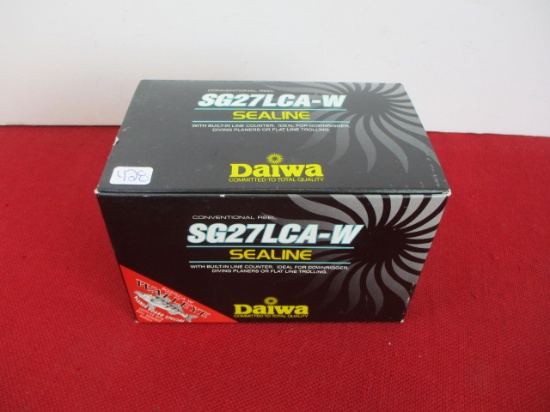 CONVENTIONAL REEL
SG27LCA-W
SEALINE
WITH BUILT-IN LINE COUNTER. IDEAL FOR DOWNRIGGER,
DIVING PLANERS OR FLAT LINE TROLLING.
Daiwa
COMMITTED TO TOTAL QUALITY
CONVENTIONAL REEL
SG27LCA-W
SEALINE
WITH BUILT-IN LINE COUNTER. IDEAL FOR DOWNRIGGER,
DIVING PLANERS OR FLAT LINE TROLLING.
Daiwa
COMMITTED TO TOTAL QUALITY
WALLEYE